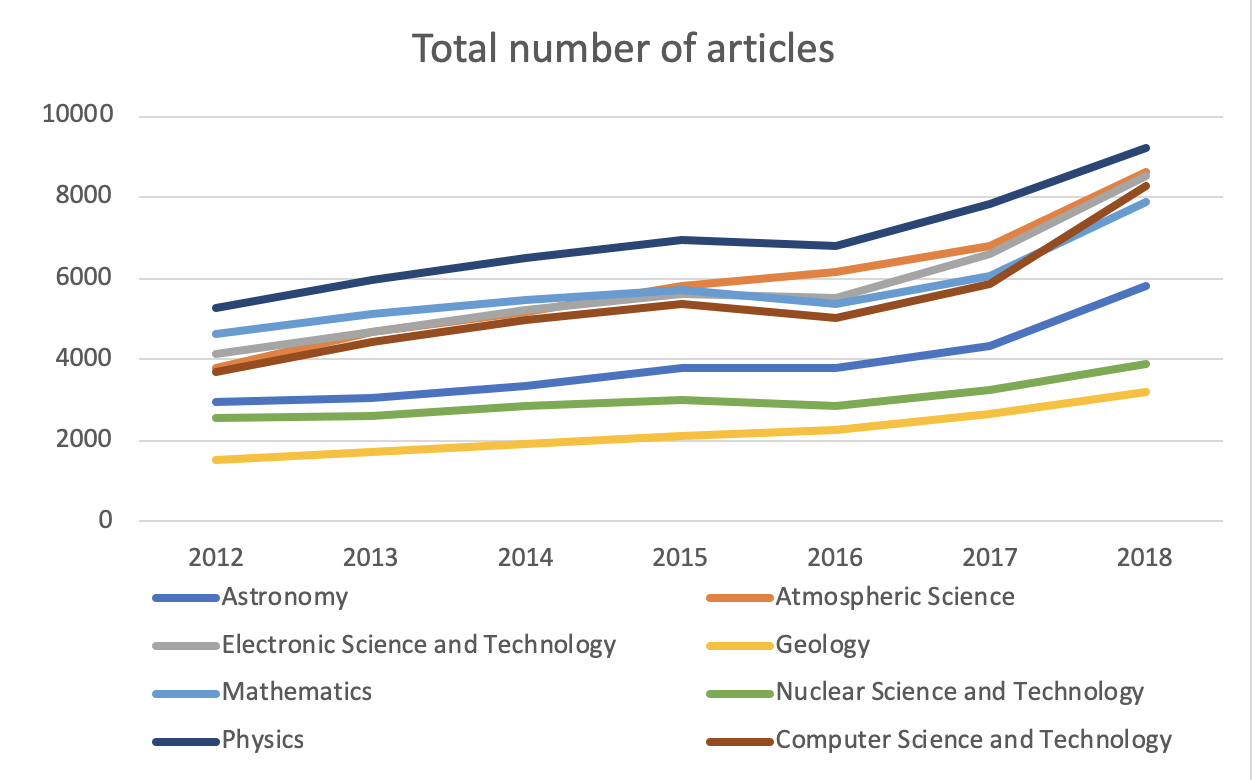 Total number of articles
10000
8000
6000
4000
2000
0
2012 2013 2014 2015 2016 2017 2018
Astronomy Atmospheric Science
Electronic Science and Technology Geology
Mathematics Nuclear Science and Technology
Physics Computer Science and Technology